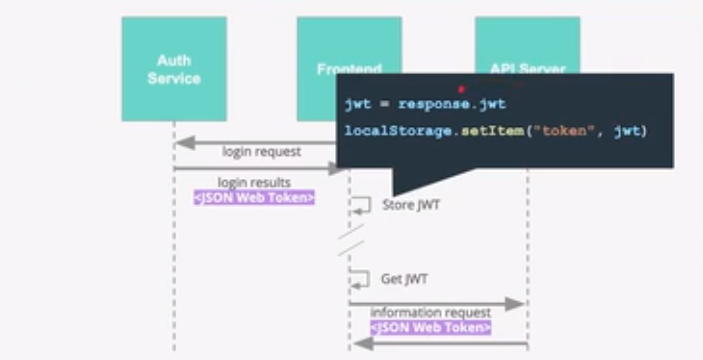 Auth
Service
Frontend
API Server
jwt = response.jwt
localStorage.setItem("token", jwt)
login request
login results
<JSON Web Token>
Store JWT
Get JWT
information request
<JSON Web Token>